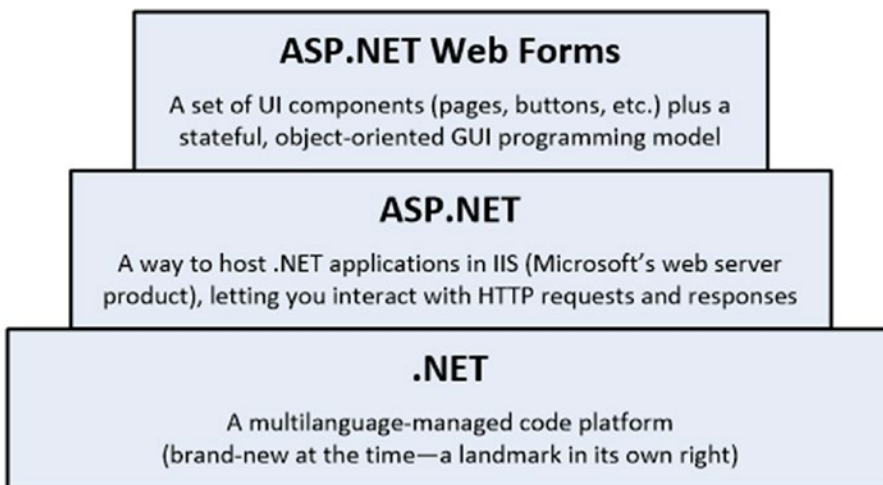 ASP.NET Web Forms
A set of UI components (pages, buttons, etc.) plus a
stateful, object-oriented GUI programming model
ASP.NET
A way to host .NET applications in IIS (Microsoft's web server
product), letting you interact with HTTP requests and responses
.NET
A multilanguage-managed code platform
(brand-new at the time—a landmark in its own right)